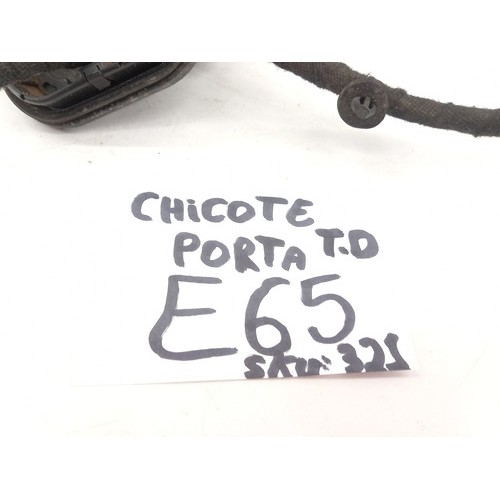 CHiCOTE
PORTA T.D
E65
SKU: 321